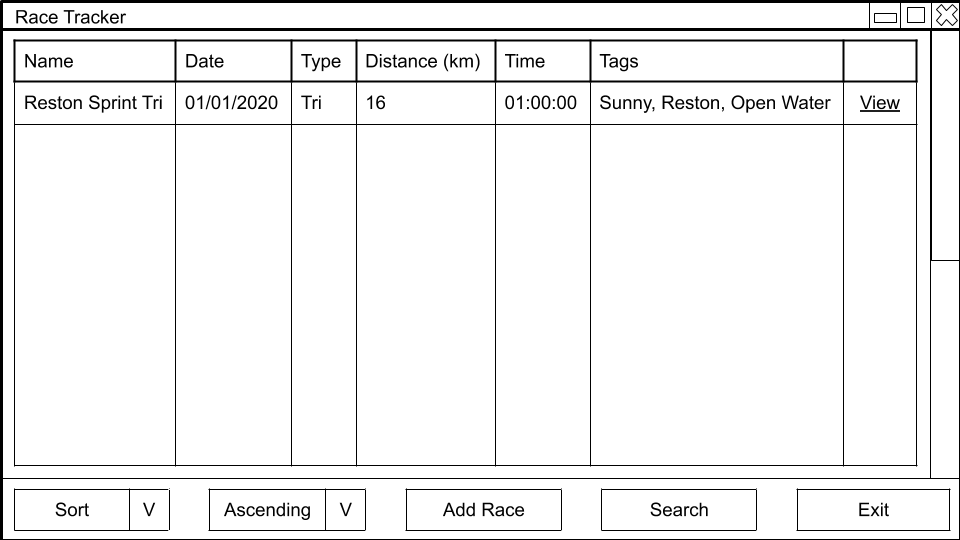 Race Tracker
Name Date Type Distance (km) Time Tags
Reston Sprint Tri 01/01/2020 Tri 16 01:00:00 Sunny, Reston, Open Water View
Sort V Ascending V Add Race Search Exit